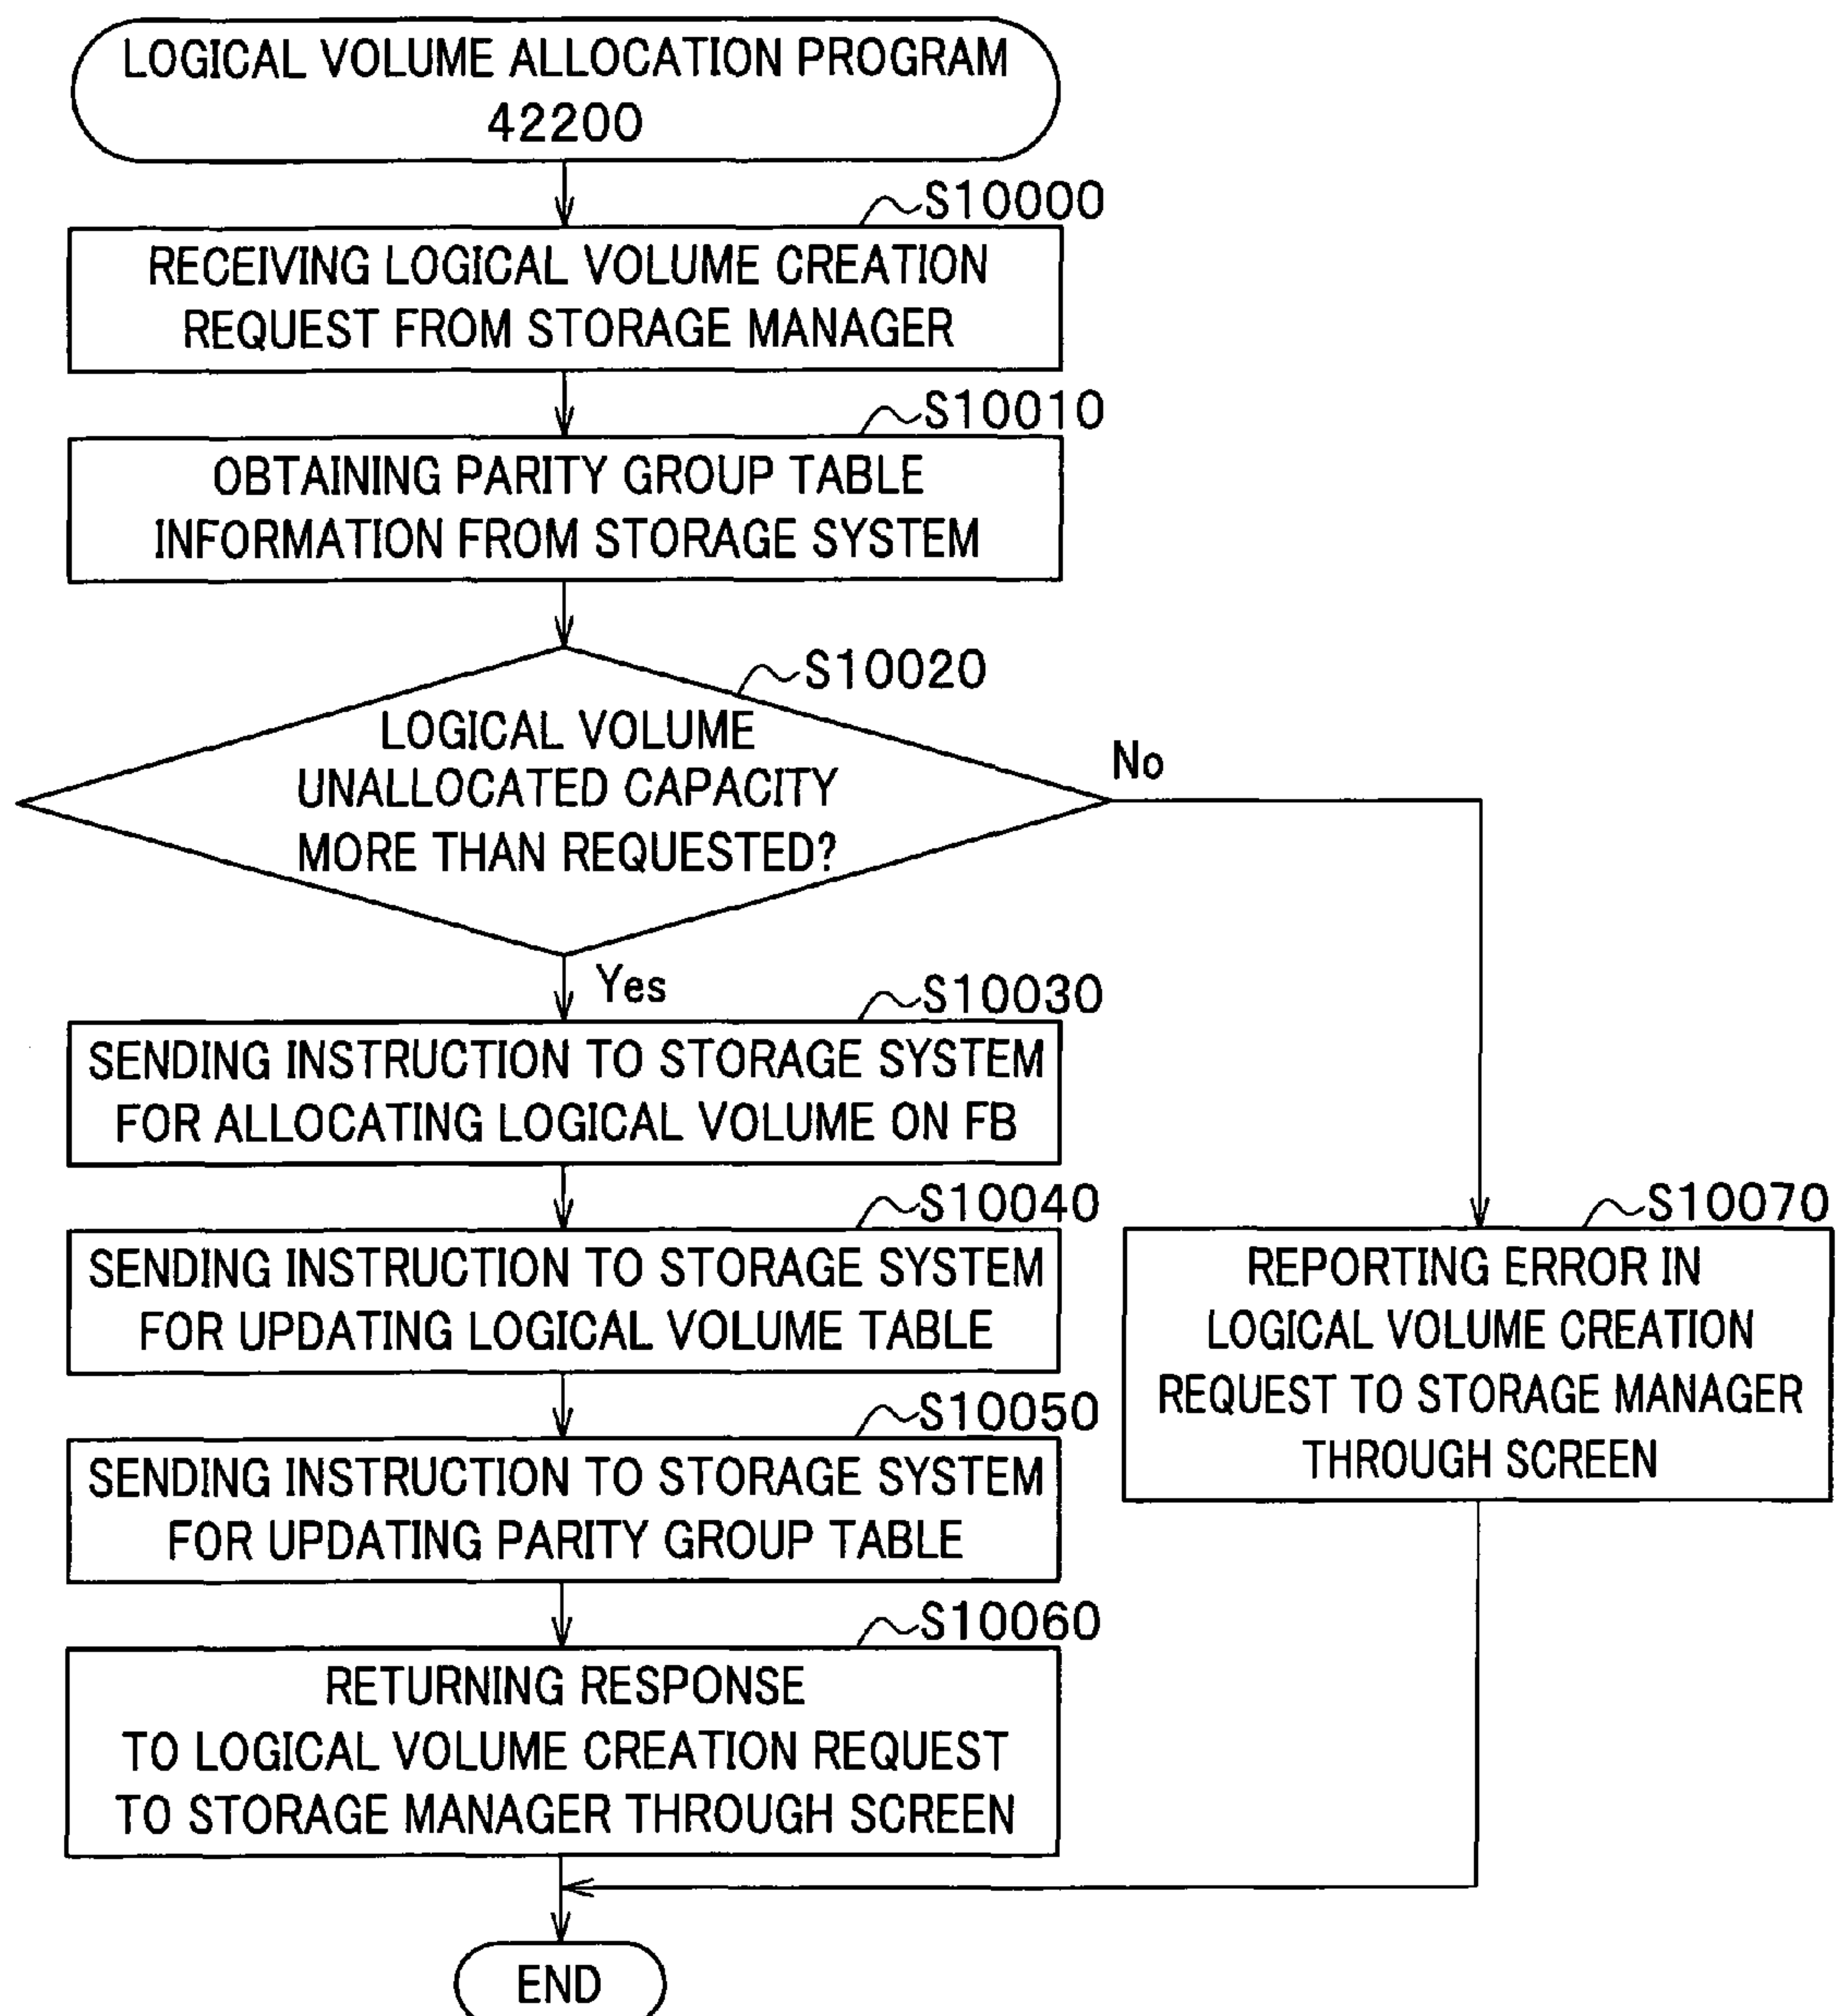 LOGICAL VOLUME ALLOCATION PROGRAM
42200
S10000
RECEIVING LOGICAL VOLUME CREATION
REQUEST FROM STORAGE MANAGER
S10010
OBTAINING PARITY GROUP TABLE
INFORMATION FROM STORAGE SYSTEM
S10020
LOGICAL VOLUME
UNALLOCATED CAPACITY
MORE THAN REQUESTED?
No
Yes
S10030
SENDING INSTRUCTION TO STORAGE SYSTEM
FOR ALLOCATING LOGICAL VOLUME ON FB
S10040
SENDING INSTRUCTION TO STORAGE SYSTEM
FOR UPDATING LOGICAL VOLUME TABLE
S10050
SENDING INSTRUCTION TO STORAGE SYSTEM
FOR UPDATING PARITY GROUP TABLE
S10060
RETURNING RESPONSE
TO LOGICAL VOLUME CREATION REQUEST
TO STORAGE MANAGER THROUGH SCREEN
S10070
REPORTING ERROR IN
LOGICAL VOLUME CREATION
REQUEST TO STORAGE MANAGER
THROUGH SCREEN
END